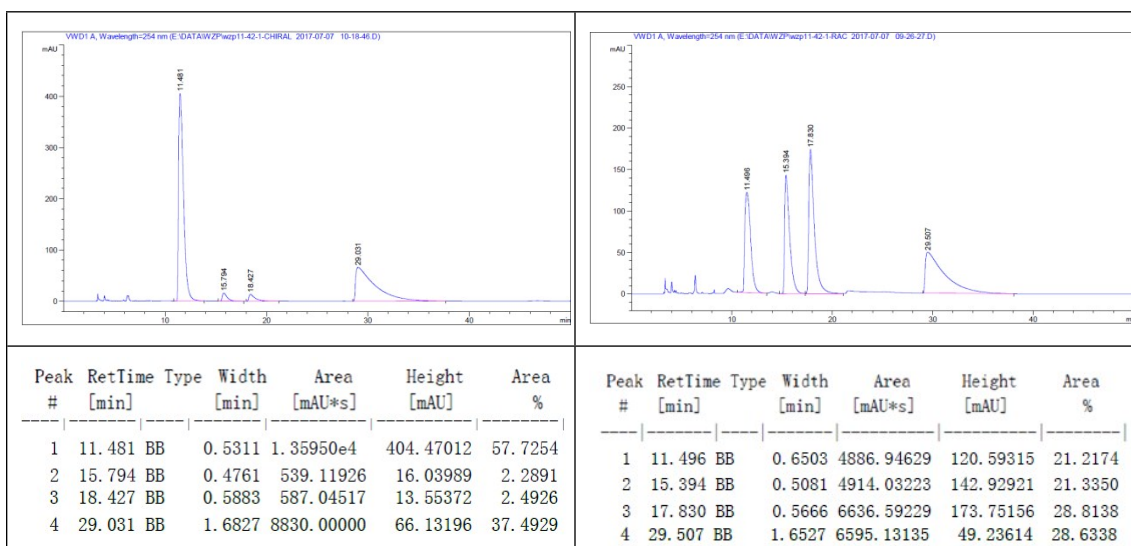 VWD1 A, Wavelength=254 nm (E:\DATA\WZP\wzp11-42-1-CHIRAL 2017-07-07 10-18-46.D)
mAU
400
300
200
100
0
11.481
15.794
18.427
29.031
10
20
30
40
min
VWD1 A, Wavelength=254 nm (E:\DATA\WZP\wzp11-42-1-RAC 2017-07-07 09-26-27.D)
mAU
250
200
150
100
50
0
11.496
15.394
17.830
29.507
10
20
30
40
min
Peak RetTime Type Width Area Height Area
# [min] [min] [mAU*s] [mAU] %
1 11.481 BB 0.5311 1.35950e4 404.47012 57.7254
2 15.794 BB 0.4761 539.11926 16.03989 2.2891
3 18.427 BB 0.5883 587.04517 13.55372 2.4926
4 29.031 BB 1.6827 8830.00000 66.13196 37.4929
Peak RetTime Type Width Area Height Area
# [min] [min] [mAU*s] [mAU] %
1 11.496 BB 0.6503 4886.94629 120.59315 21.2174
2 15.394 BB 0.5081 4914.03223 142.92921 21.3350
3 17.830 BB 0.5666 6636.59229 173.75156 28.8138
4 29.507 BB 1.6527 6595.13135 49.23614 28.6338